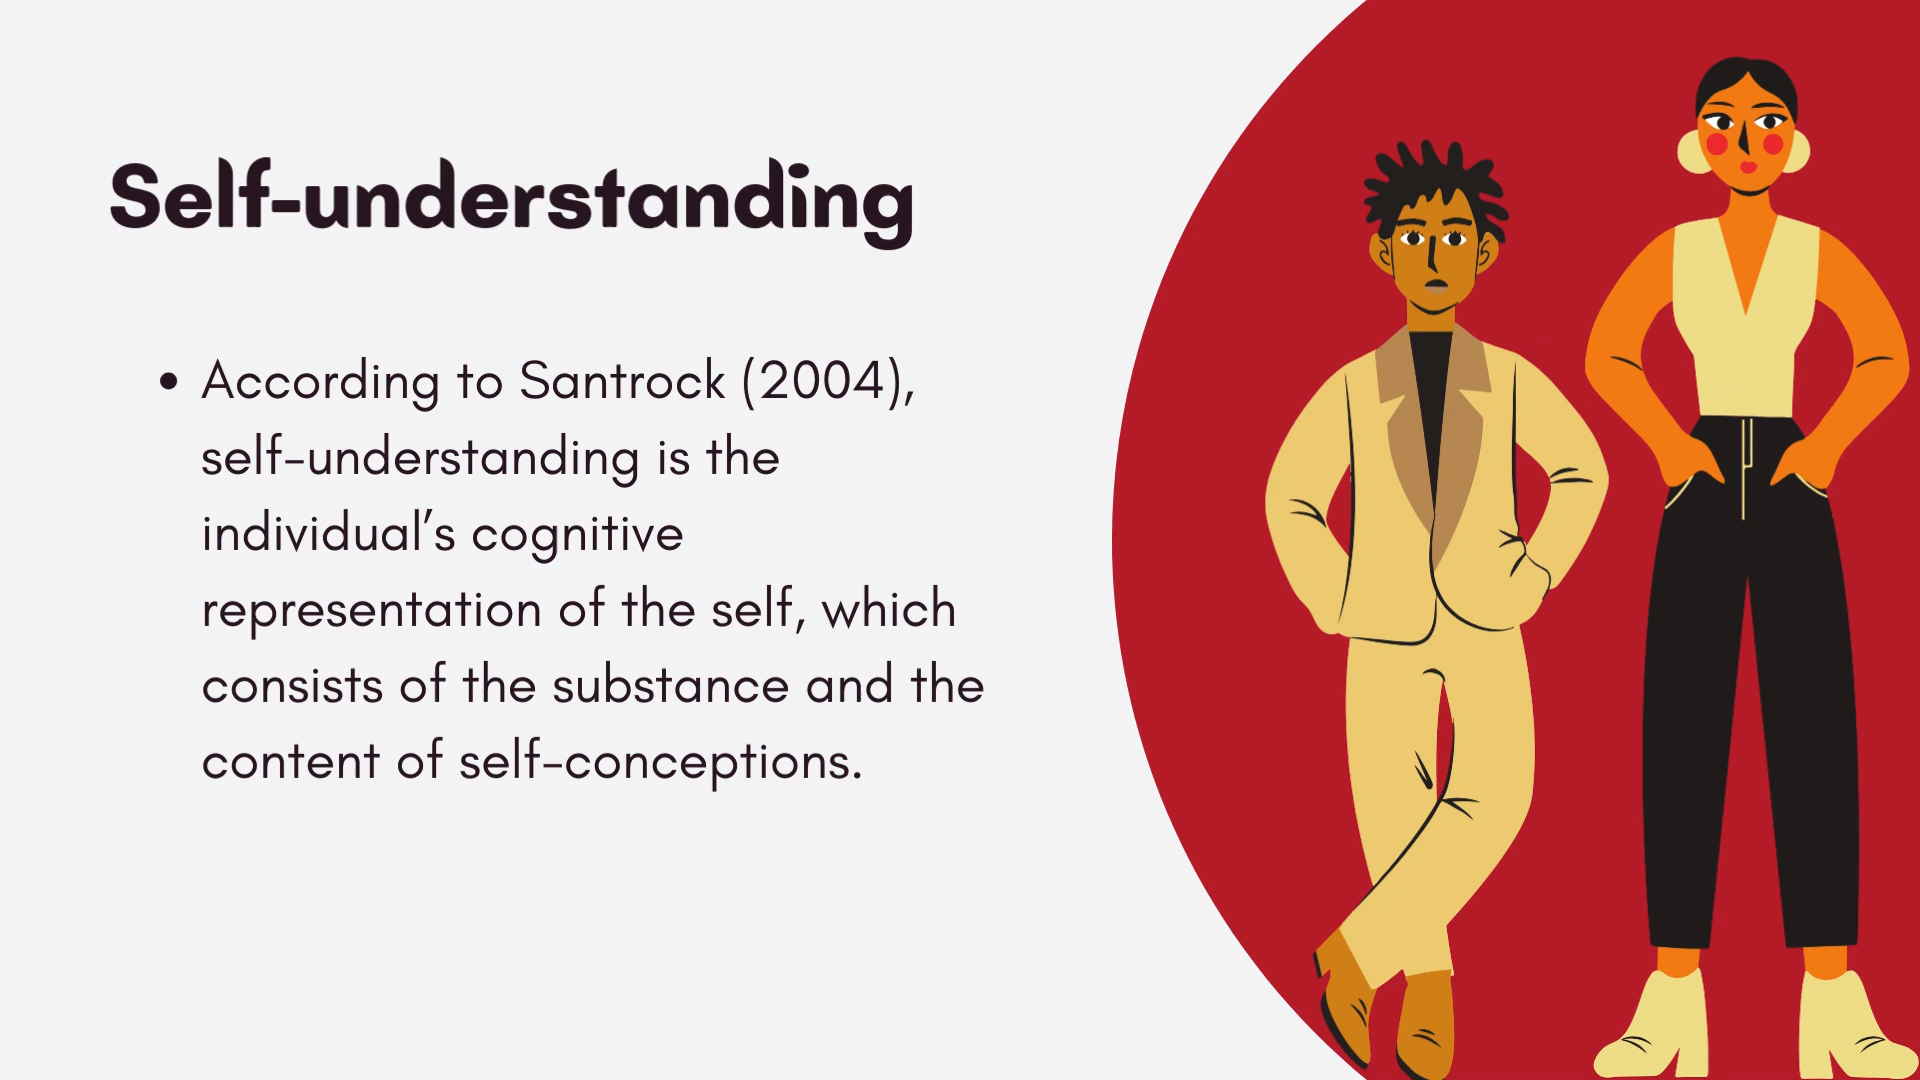 Self-understanding
• According to Santrock (2004),
self-understanding is the
individual’s cognitive
representation of the self, which
consists of the substance and the
content of self-conceptions.